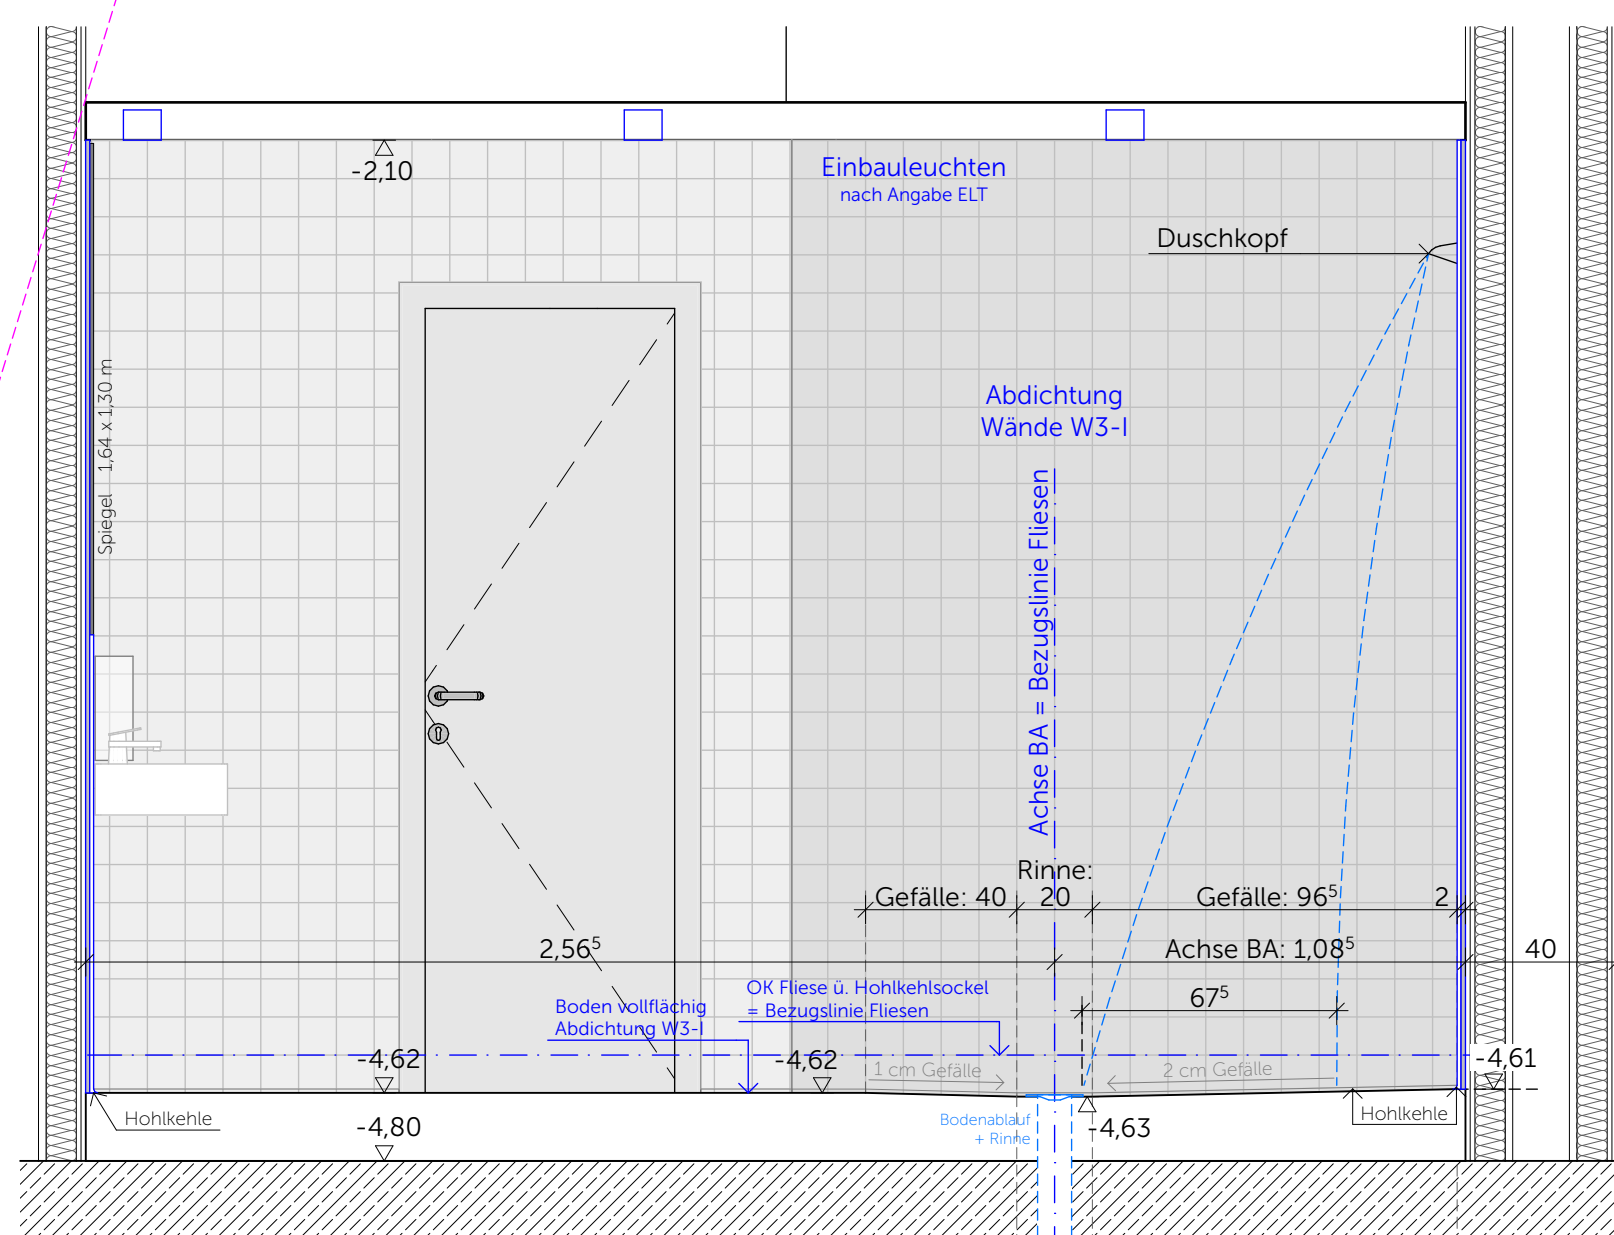 -2,10
Einbauleuchten
nach Angabe ELT
Duschkopf
Spiegel 1,64 x 1,30 m
Abdichtung
Wände W3-I
Achse BA = Bezugslinie Fliesen
Rinne:
Gefälle: 40
20
Gefälle: 96⁵
2
2,56⁵
Achse BA: 1,08⁵
40
67⁵
OK Fliese ü. Hohlkehlsockel
= Bezugslinie Fliesen
Boden vollflächig
Abdichtung W3-I
-4,62
-4,62
-4,61
1 cm Gefälle
2 cm Gefälle
Hohlkehle
Hohlkehle
-4,80
Bodenablauf
+ Rinne
-4,63